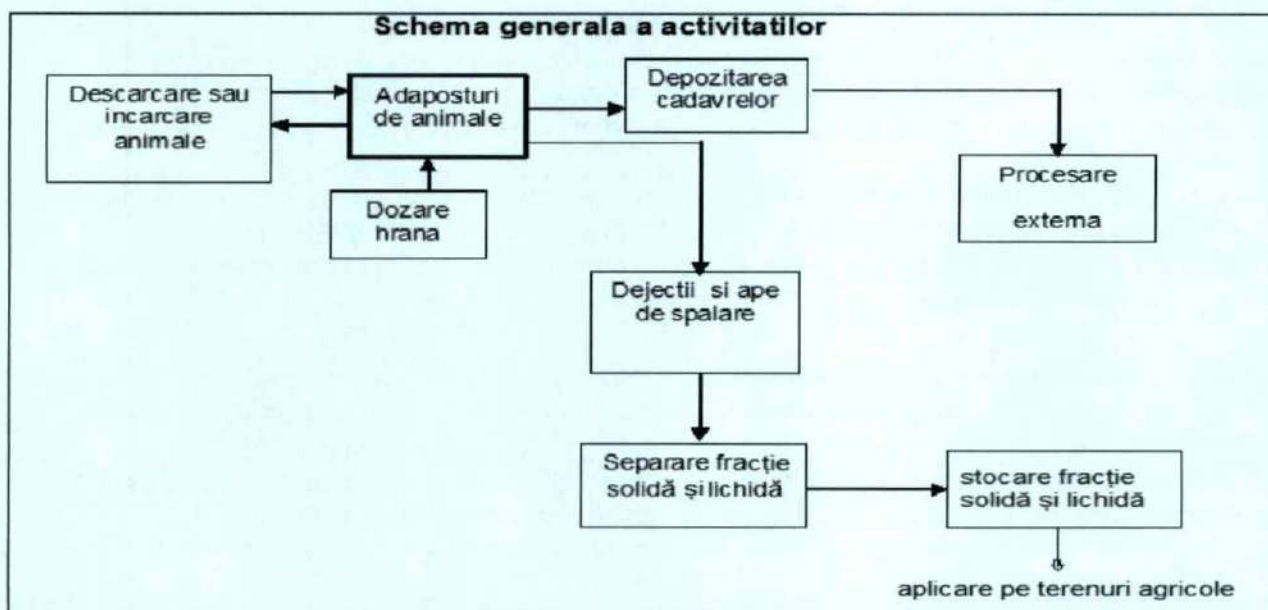 Schema generala a activitatilor
Descarcare sau
incarcare
animale
Adaposturi
de animale
Depozitarea
cadavrelor
Procesare
externa
Dozare
hrana
Dejectii si ape
de spalare
Separare fracție
solidă și lichidă
stocare fracție
solidă și lichidă
aplicare pe terenuri agricole